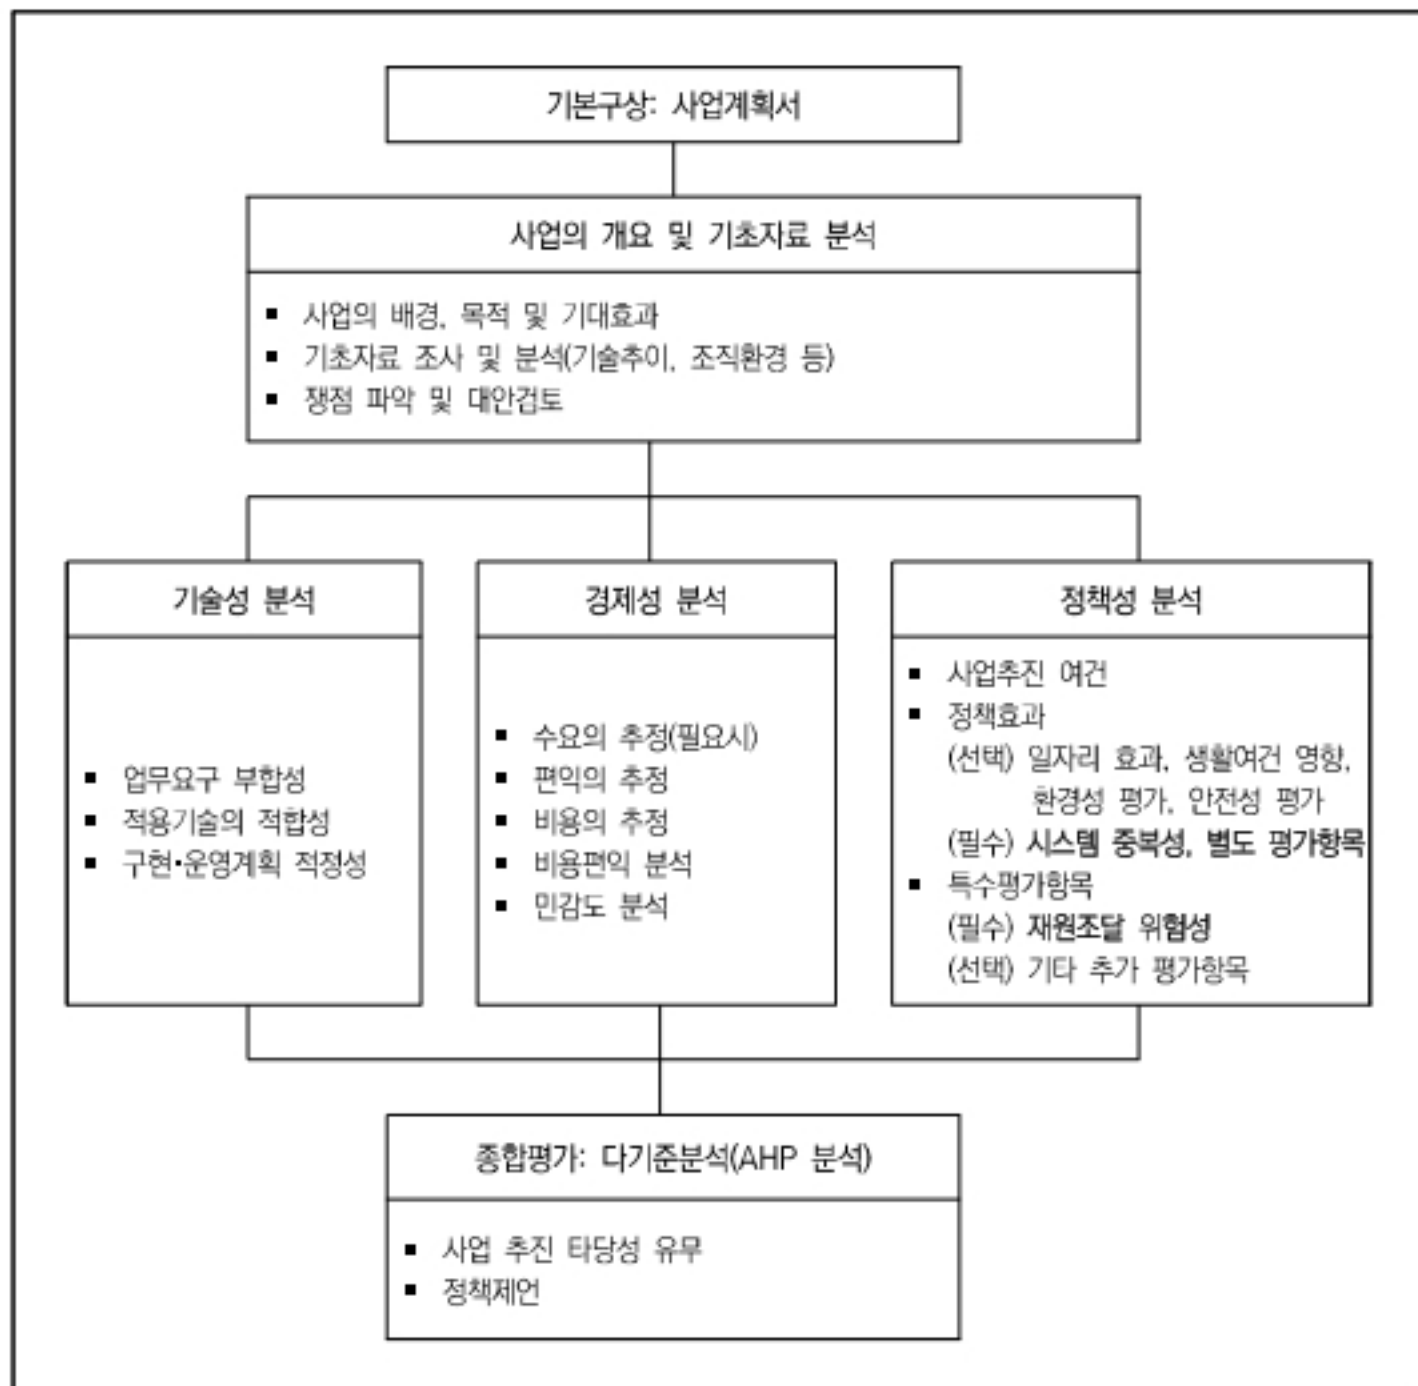 기본구상: 사업계획서
사업의 개요 및 기초자료 분석
▪ 사업의 배경, 목적 및 기대효과
▪ 기초자료 조사 및 분석(기술추이, 조직환경 등)
▪ 쟁점 파악 및 대안검토
기술성 분석
▪ 업무요구 부합성
▪ 적용기술의 적합성
▪ 구현•운영계획 적정성
경제성 분석
▪ 수요의 추정(필요시)
▪ 편익의 추정
▪ 비용의 추정
▪ 비용편익 분석
▪ 민감도 분석
정책성 분석
▪ 사업추진 여건
▪ 정책효과
(선택) 일자리 효과, 생활여건 영향,
환경성 평가, 안전성 평가
(필수) 시스템 중복성, 별도 평가항목
▪ 특수평가항목
(필수) 재원조달 위험성
(선택) 기타 추가 평가항목
종합평가: 다기준분석(AHP 분석)
▪ 사업 추진 타당성 유무
▪ 정책제언